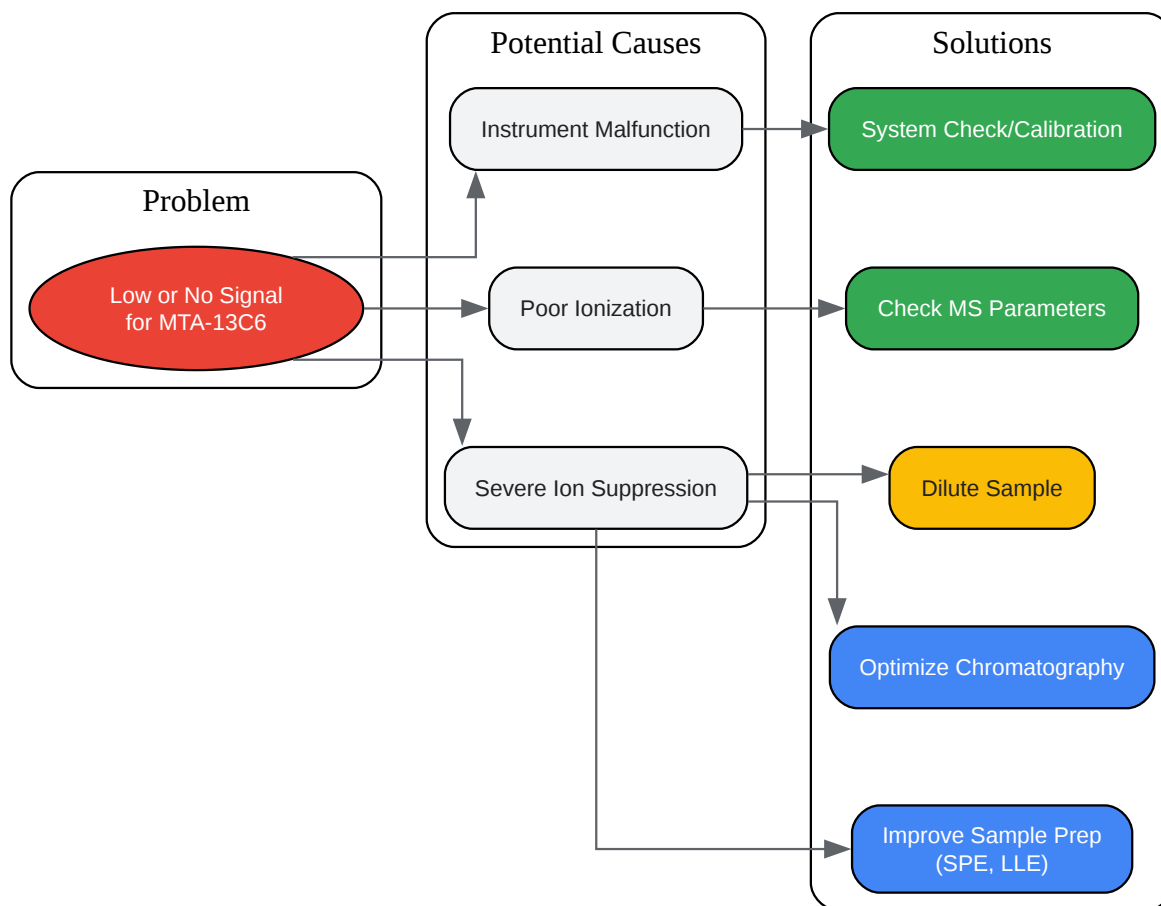 Problem
Low or No Signal
for MTA-13C6
Potential Causes
Instrument Malfunction
Poor Ionization
Severe Ion Suppression
Solutions
System Check/Calibration
Check MS Parameters
Dilute Sample
Optimize Chromatography
Improve Sample Prep
(SPE, LLE)